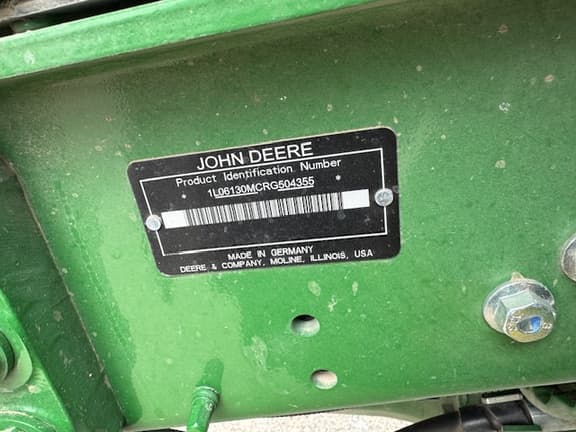 JOHN DEERE
Product Identification Number
1L06130MCRG504355
MADE IN GERMANY
DEERE & COMPANY, MOLINE, ILLINOIS, USA